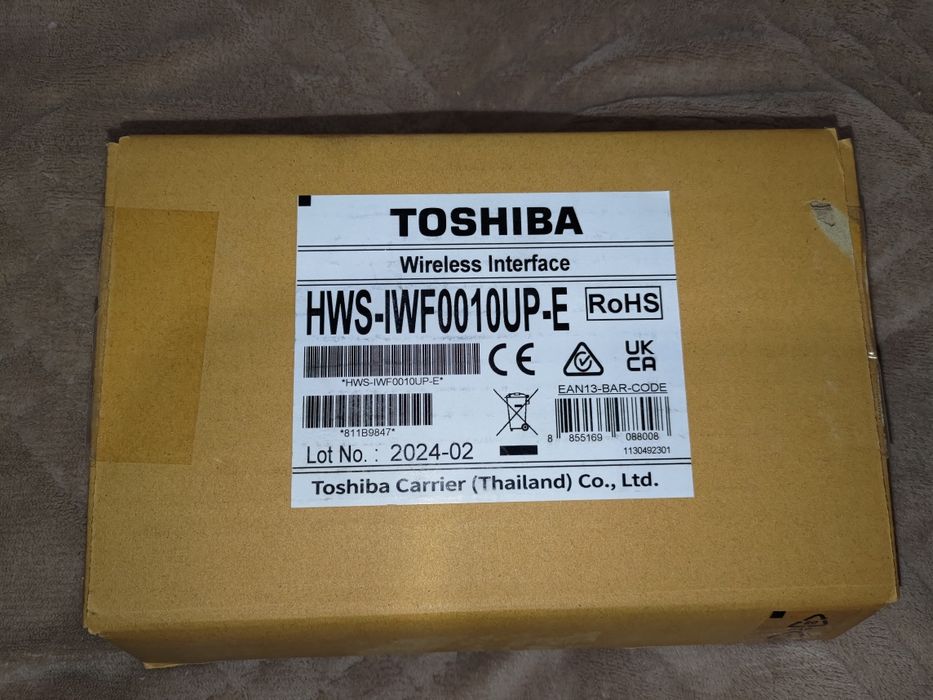 TOSHIBA
Wireless Interface
HWS-IWF0010UP-E RoHS
*HWS-IWF0010UP-E*
CE
UK
CA
EAN13-BAR-CODE
*811B9847*
8 855169 088008
Lot No. : 2024-02
1130492301
Toshiba Carrier (Thailand) Co., Ltd.